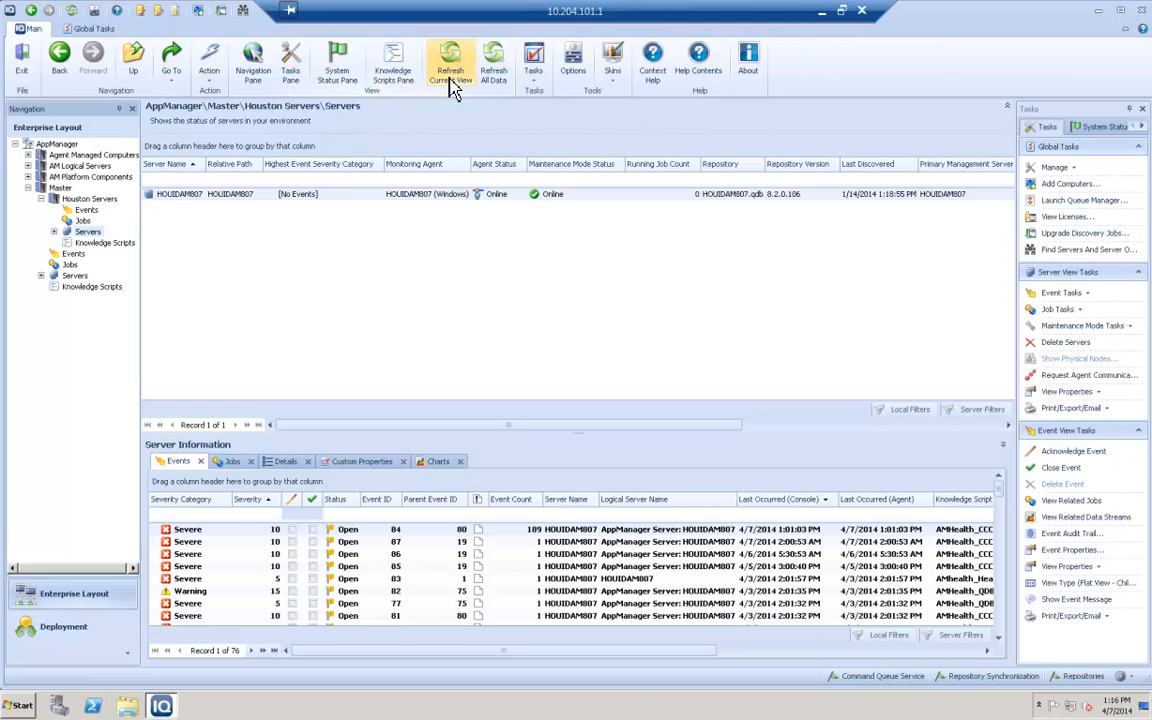 10.204.101.1
Main
Global Tasks
Exit
Back
Forward
Up
Go To
Action
Navigation Pane
Tasks Pane
System Status Pane
Knowledge Scripts Pane
Refresh Current View
Refresh All Data
Tasks
Options
Skins
Context Help
Help Contents
About
File
Navigation
Action
View
Tasks
Tools
Help
Navigation
Enterprise Layout
AppManager
Agent Managed Computers
AM Logical Servers
AM Platform Components
Master
Houston Servers
Events
Jobs
Servers
Knowledge Scripts
Events
Jobs
Servers
Knowledge Scripts
Enterprise Layout
Deployment
AppManager\Master\Houston Servers\Servers
Shows the status of servers in your environment
Drag a column header here to group by that column
Server Name Relative Path Highest Event Severity Category Monitoring Agent Agent Status Maintenance Mode Status Running Job Count Repository Repository Version Last Discovered Primary Management Server
HOUIDAM807 HOUIDAM807 [No Events] HOUIDAM807 (Windows) Online Online 0 HOUIDAM807.qdb 8.2.0.106 1/14/2014 1:18:55 PM HOUIDAM807
Local Filters Server Filters
Record 1 of 1
Server Information
Events Jobs Details Custom Properties Charts
Drag a column header here to group by that column
Severity Category Severity Status Event ID Parent Event ID Event Count Server Name Logical Server Name Last Occurred (Console) Last Occurred (Agent) Knowledge Script
Severe 10 Open 84 80 189 HOUIDAM807 AppManager Server: HOUIDAM807 4/7/2014 1:01:03 PM 4/7/2014 1:01:03 PM AMHealth_CCC
Severe 10 Open 87 19 1 HOUIDAM807 AppManager Server: HOUIDAM807 4/7/2014 2:00:53 AM 4/7/2014 2:00:53 AM AMHealth_CCC
Severe 10 Open 86 19 1 HOUIDAM807 AppManager Server: HOUIDAM807 4/6/2014 5:30:53 AM 4/6/2014 5:30:53 AM AMHealth_CCC
Severe 10 Open 85 19 1 HOUIDAM807 AppManager Server: HOUIDAM807 4/5/2014 3:00:40 PM 4/5/2014 3:00:40 PM AMHealth_CCC
Severe 5 Open 83 1 1 HOUIDAM807 HOUIDAM807 4/3/2014 2:01:57 PM 4/3/2014 2:01:57 PM AMHealth_Hea
Warning 15 Open 82 75 1 HOUIDAM807 AppManager Server: HOUIDAM807 4/3/2014 2:01:35 PM 4/3/2014 2:01:35 PM AMHealth_QDB
Severe 5 Open 77 75 1 HOUIDAM807 AppManager Server: HOUIDAM807 4/3/2014 2:01:32 PM 4/3/2014 2:01:32 PM AMHealth_QDB
Severe 10 Open 81 75 1 HOUIDAM807 AppManager Server: HOUIDAM807 4/3/2014 2:01:32 PM 4/3/2014 2:01:32 PM AMHealth_QDB
Local Filters Server Filters
Record 1 of 76
Tasks
Tasks System Statu
Global Tasks
Manage
Add Computers...
Launch Queue Manager...
View Licenses...
Upgrade Discovery Jobs...
Find Servers And Server O...
Server View Tasks
Event Tasks
Job Tasks
Maintenance Mode Tasks
Delete Servers
Show Physical Nodes...
Request Agent Communica...
View Properties
Print/Export/Email
Event View Tasks
Acknowledge Event
Close Event
Delete Event
View Related Jobs
View Related Data Streams
Event Audit Trail...
Event Properties...
View Properties
View Type (Flat View - Chil...
Show Event Message
Print/Export/Email
Command Queue Service Repository Synchronization Repositories
Start
IQ
1:16 PM
4/7/2014